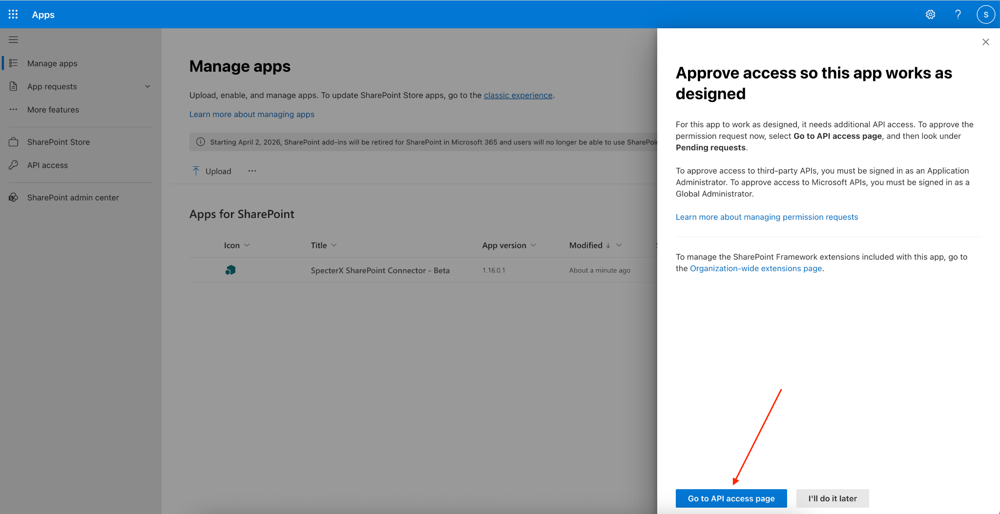 Apps
S
Manage apps
App requests
More features
SharePoint Store
API access
SharePoint admin center
Manage apps
Upload, enable, and manage apps. To update SharePoint Store apps, go to the classic experience.
Learn more about managing apps
Starting April 2, 2026, SharePoint add-ins will be retired for SharePoint in Microsoft 365 and users will no longer be able to use
Upload
Apps for SharePoint
Icon Title App version Modified
SpecterX SharePoint Connector - Beta 1.16.0.1 About a minute ago
Approve access so this app works as
designed
For this app to work as designed, it needs additional API access. To approve the
permission request now, select Go to API access page, and then look under
Pending requests.
To approve access to third-party APIs, you must be signed in as an Application
Administrator. To approve access to Microsoft APIs, you must be signed in as a
Global Administrator.
Learn more about managing permission requests
To manage the SharePoint Framework extensions included with this app, go to
the Organization-wide extensions page.
Go to API access page
I'll do it later